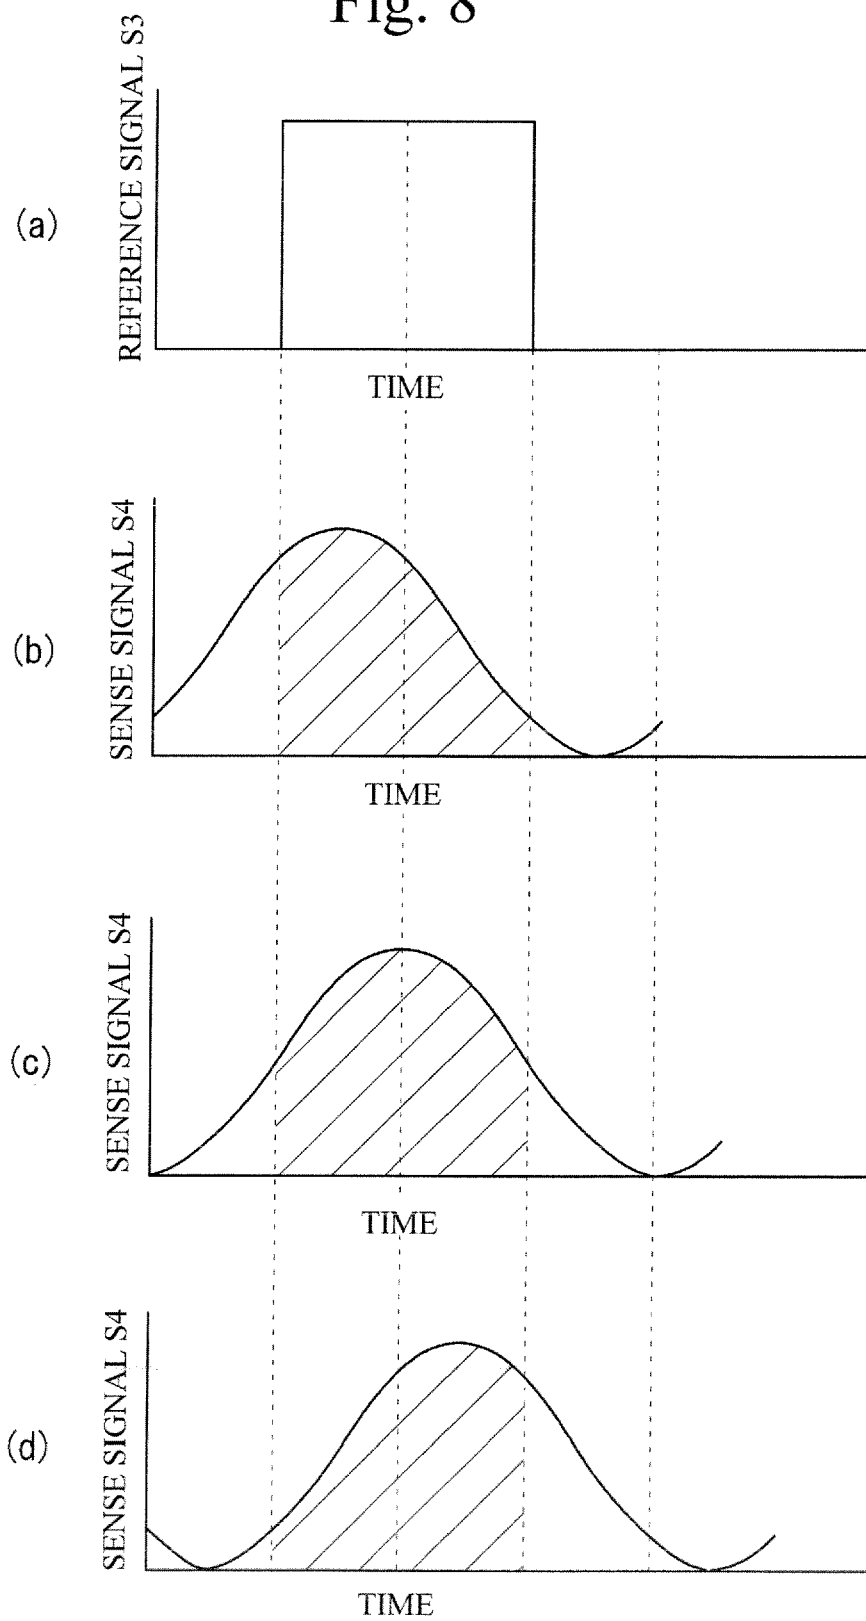 Fig. 8
(a)
REFERENCE SIGNAL S3
TIME
(b)
SENSE SIGNAL S4
TIME
(c)
SENSE SIGNAL S4
TIME
(d)
SENSE SIGNAL S4
TIME